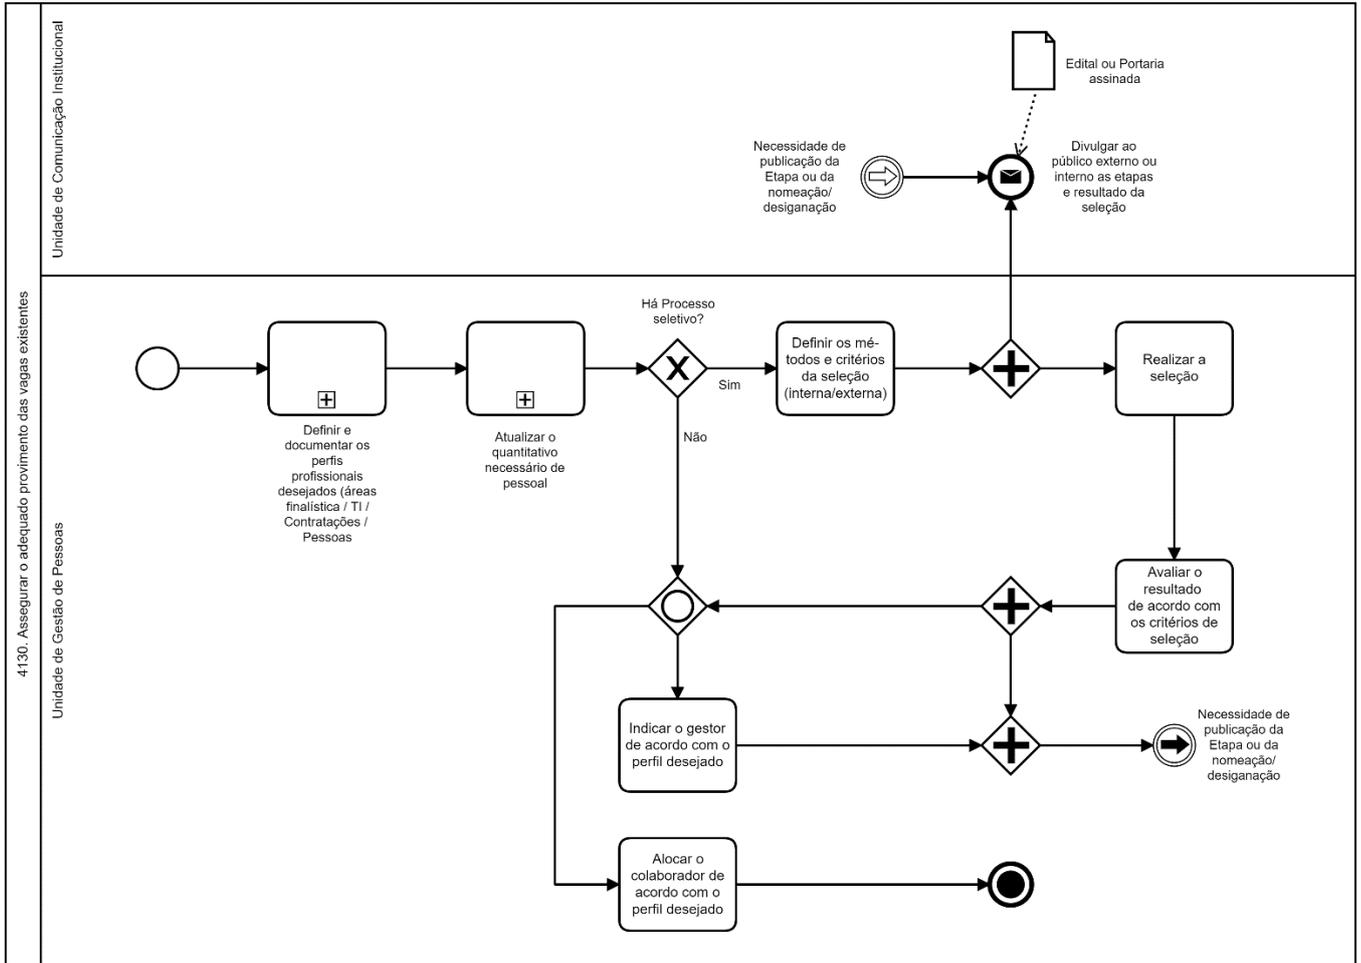 4130. Assegurar o adequado provimento das vagas existentes
Unidade de Comunicação Institucional
Edital ou Portaria
assinada
Necessidade de
publicação da
Etapa ou da
nomeação/
desiganação
Divulgar ao
público externo ou
interno as etapas
e resultado da
seleção
Unidade de Gestão de Pessoas
Definir e
documentar os
perfis
profissionais
desejados (áreas
finalística / TI /
Contratações /
Pessoas
Atualizar o
quantitativo
necessário de
pessoal
Há Processo
seletivo?
Sim
Não
Definir os mé-
todos e critérios
da seleção
(interna/externa)
Realizar a
seleção
Avaliar o
resultado
de acordo com
os critérios de
seleção
Indicar o gestor
de acordo com o
perfil desejado
Necessidade de
publicação da
Etapa ou da
nomeação/
desiganação
Alocar o
colaborador de
acordo com o
perfil desejado